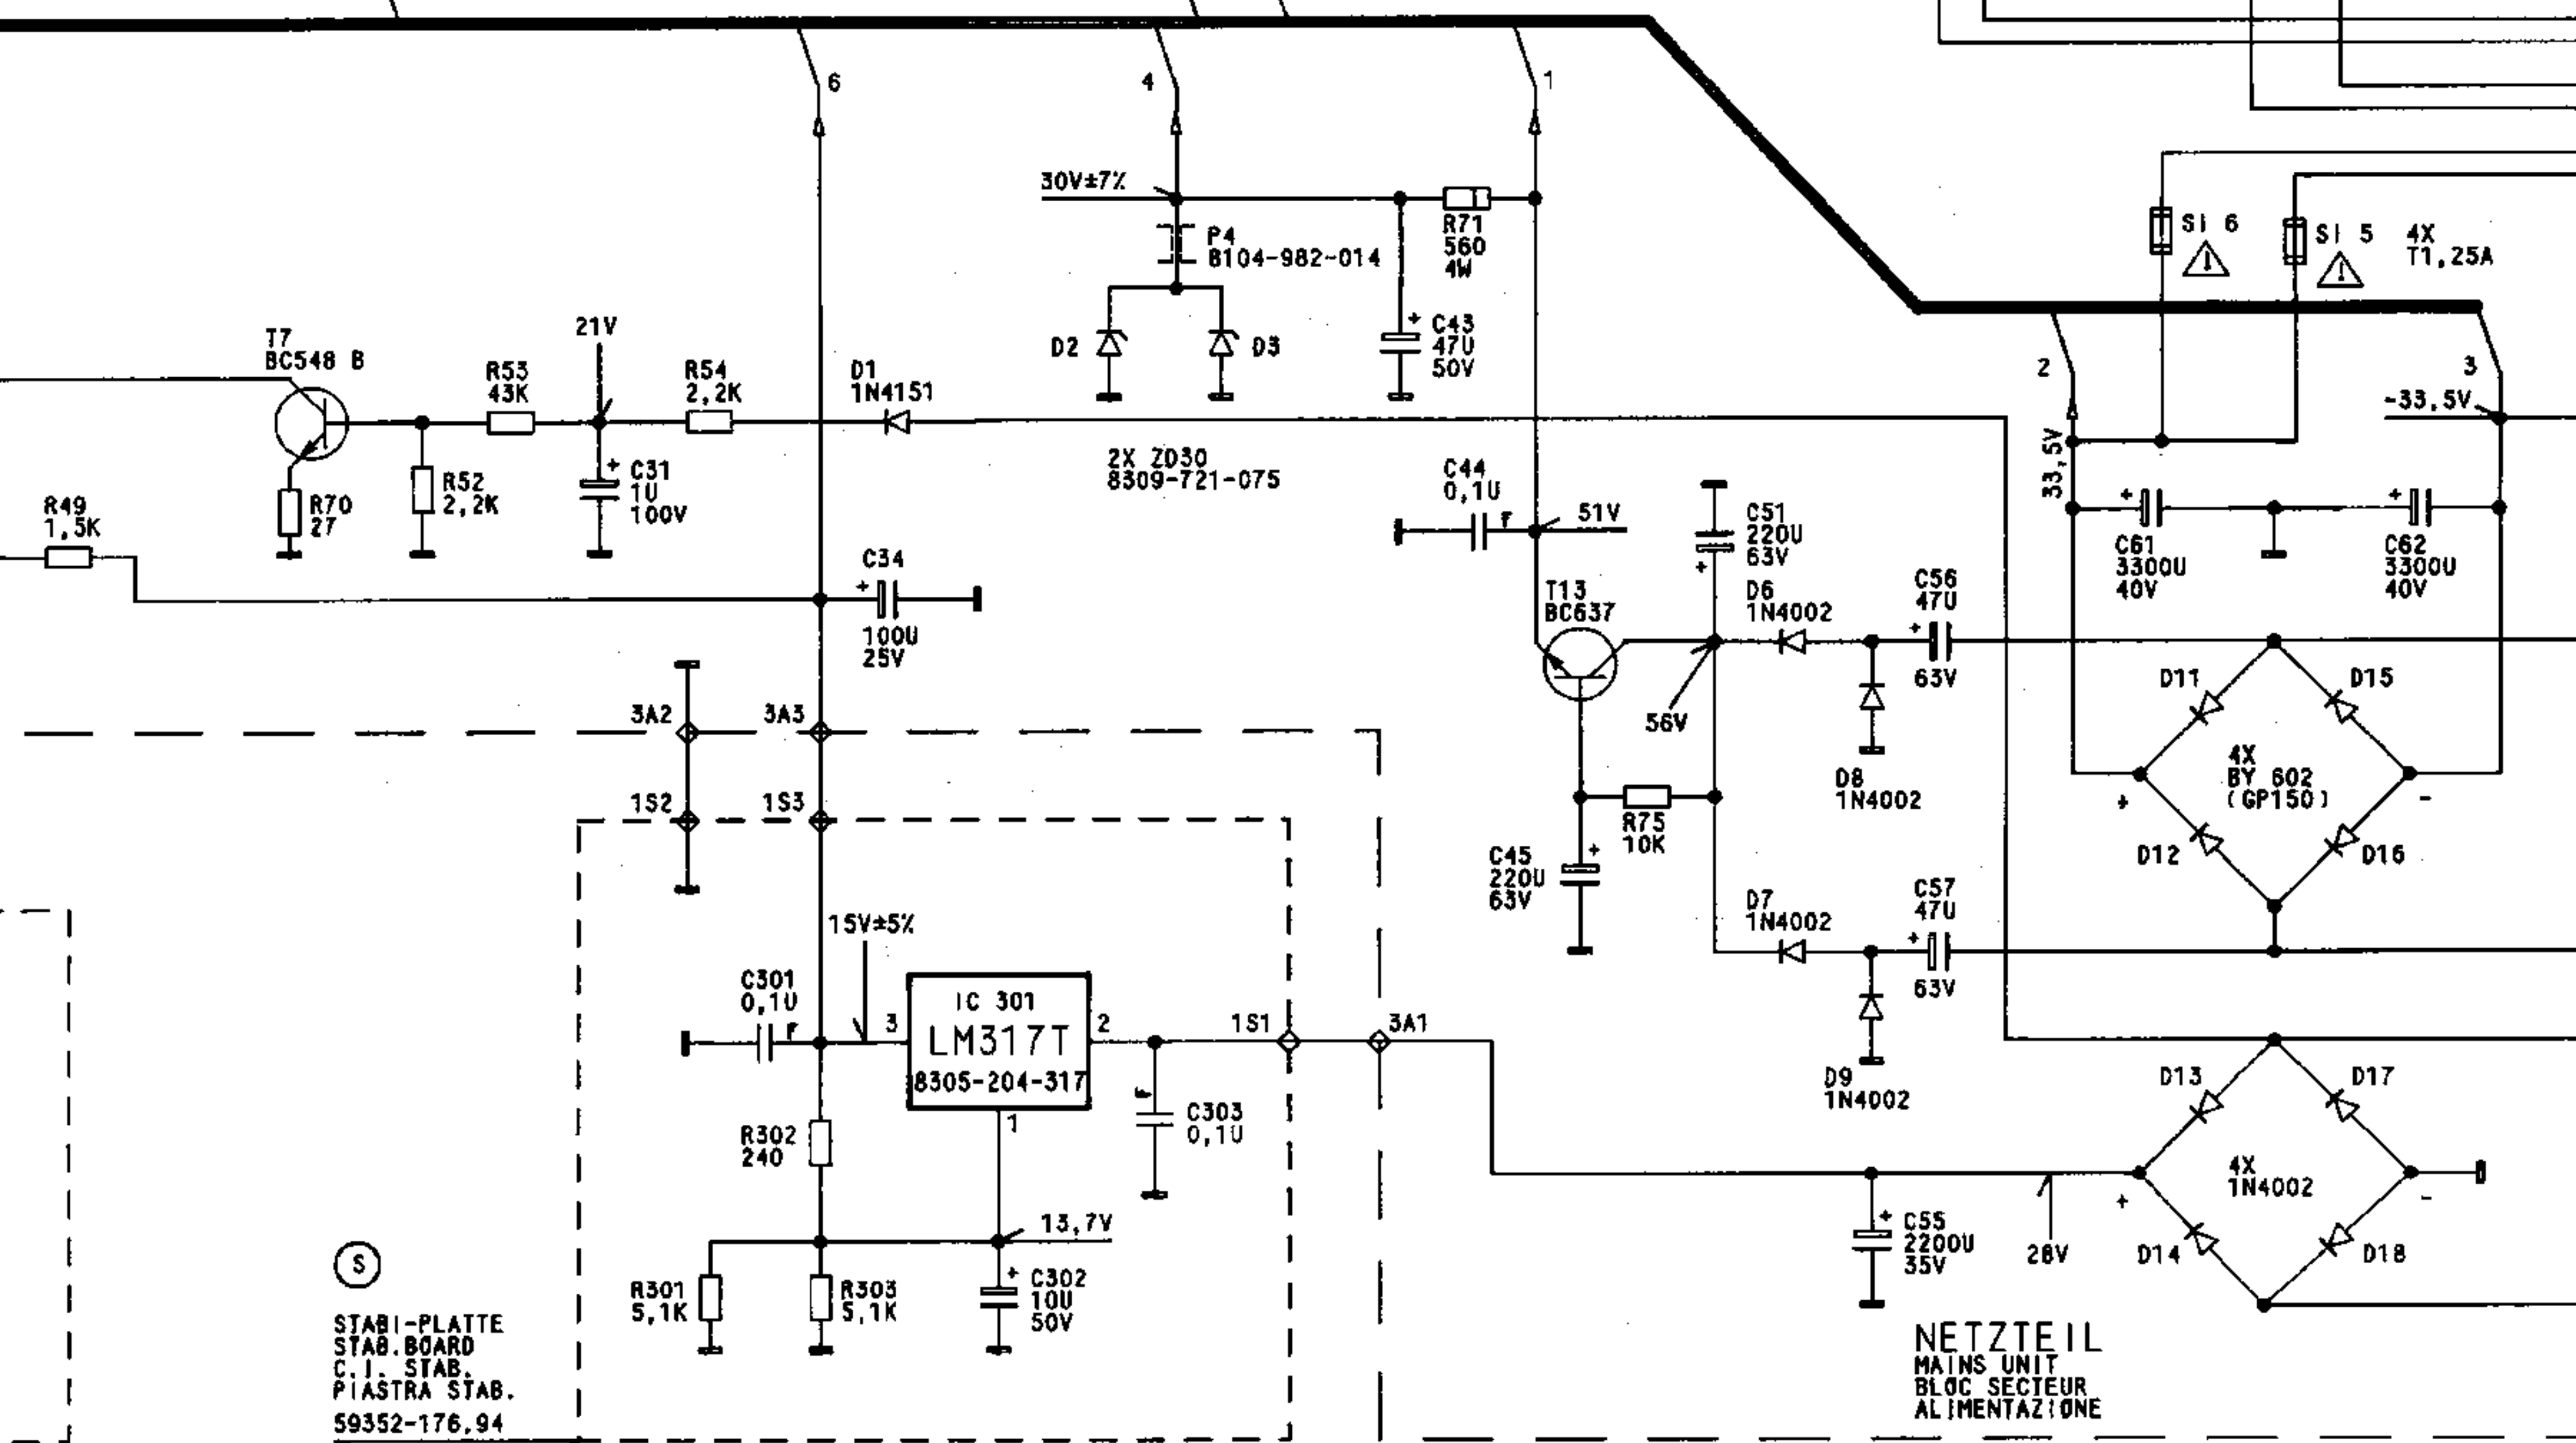 6
4
1
30V±7%
P4
8104-982-014
R71
560
4W
SI 6
SI 5
4X
T1,25A
T7
BC548 B
R53
43K
21V
R54
2,2K
D1
1N4151
D2
D3
C43
47U
50V
2
3
-33,5V
33,5V
R49
1,5K
R70
27
R52
2,2K
C31
1U
100V
2X ZD30
8309-721-075
C44
0,1U
F
51V
C51
220U
63V
C61
3300U
40V
C62
3300U
40V
C34
100U
25V
T13
BC637
D6
1N4002
C56
47U
63V
56V
D11
D15
3A2
3A3
1S2
1S3
D8
1N4002
4X
BY 602
(GP150)
+
-
R75
10K
C45
220U
63V
D12
D16
D7
1N4002
C57
47U
63V
15V±5%
C301
0,1U
F
3
IC 301
LM317T
8305-204-317
2
1
1S1
3A1
F
C303
0,1U
D9
1N4002
D13
D17
R302
240
4X
1N4002
+
-
13,7V
C55
2200U
35V
28V
D14
D18
S
R301
5,1K
R303
5,1K
C302
10U
50V
STABI-PLATTE
STAB.BOARD
C.I. STAB.
PIASTRA STAB.
59352-176.94
NETZTEIL
MAINS UNIT
BLOC SECTEUR
ALIMENTAZIONE